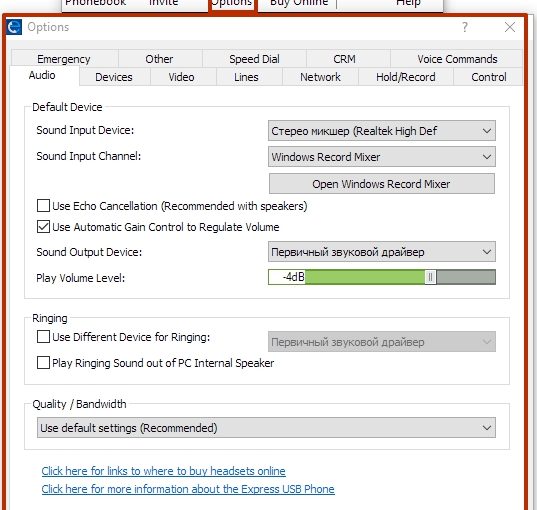 Phonebook Invite Options Buy Online Help
Options ? ×
Emergency Other Speed Dial CRM Voice Commands
Audio Devices Video Lines Network Hold/Record Control
Default Device
Sound Input Device: Стерео микшер (Realtek High Def
Sound Input Channel: Windows Record Mixer
Open Windows Record Mixer
Use Echo Cancellation (Recommended with speakers)
Use Automatic Gain Control to Regulate Volume
Sound Output Device: Первичный звуковой драйвер
Play Volume Level: -4dB
Ringing
Use Different Device for Ringing: Первичный звуковой драйвер
Play Ringing Sound out of PC Internal Speaker
Quality / Bandwidth
Use default settings (Recommended)
Click here for links to where to buy headsets online
Click here for more information about the Express USB Phone